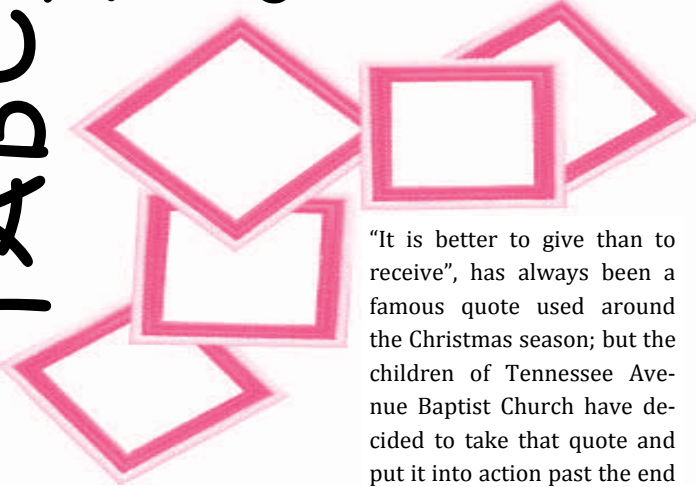 TABC
“It is better to give than to
receive”, has always been a
famous quote used around
the Christmas season; but the
children of Tennessee Ave-
nue Baptist Church have de-
cided to take that quote and
put it into action past the end